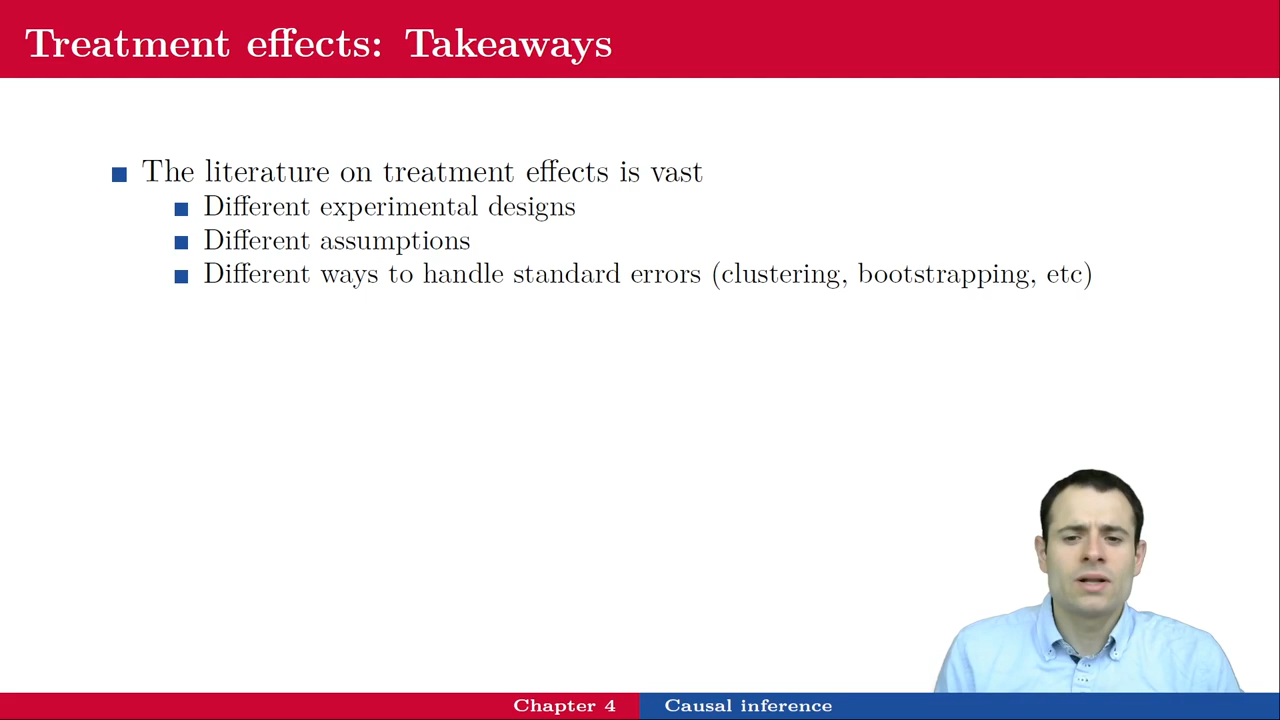 Treatment effects: Takeaways
The literature on treatment effects is vast
Different experimental designs
Different assumptions
Different ways to handle standard errors (clustering, bootstrapping, etc)
Chapter 4
Causal inference